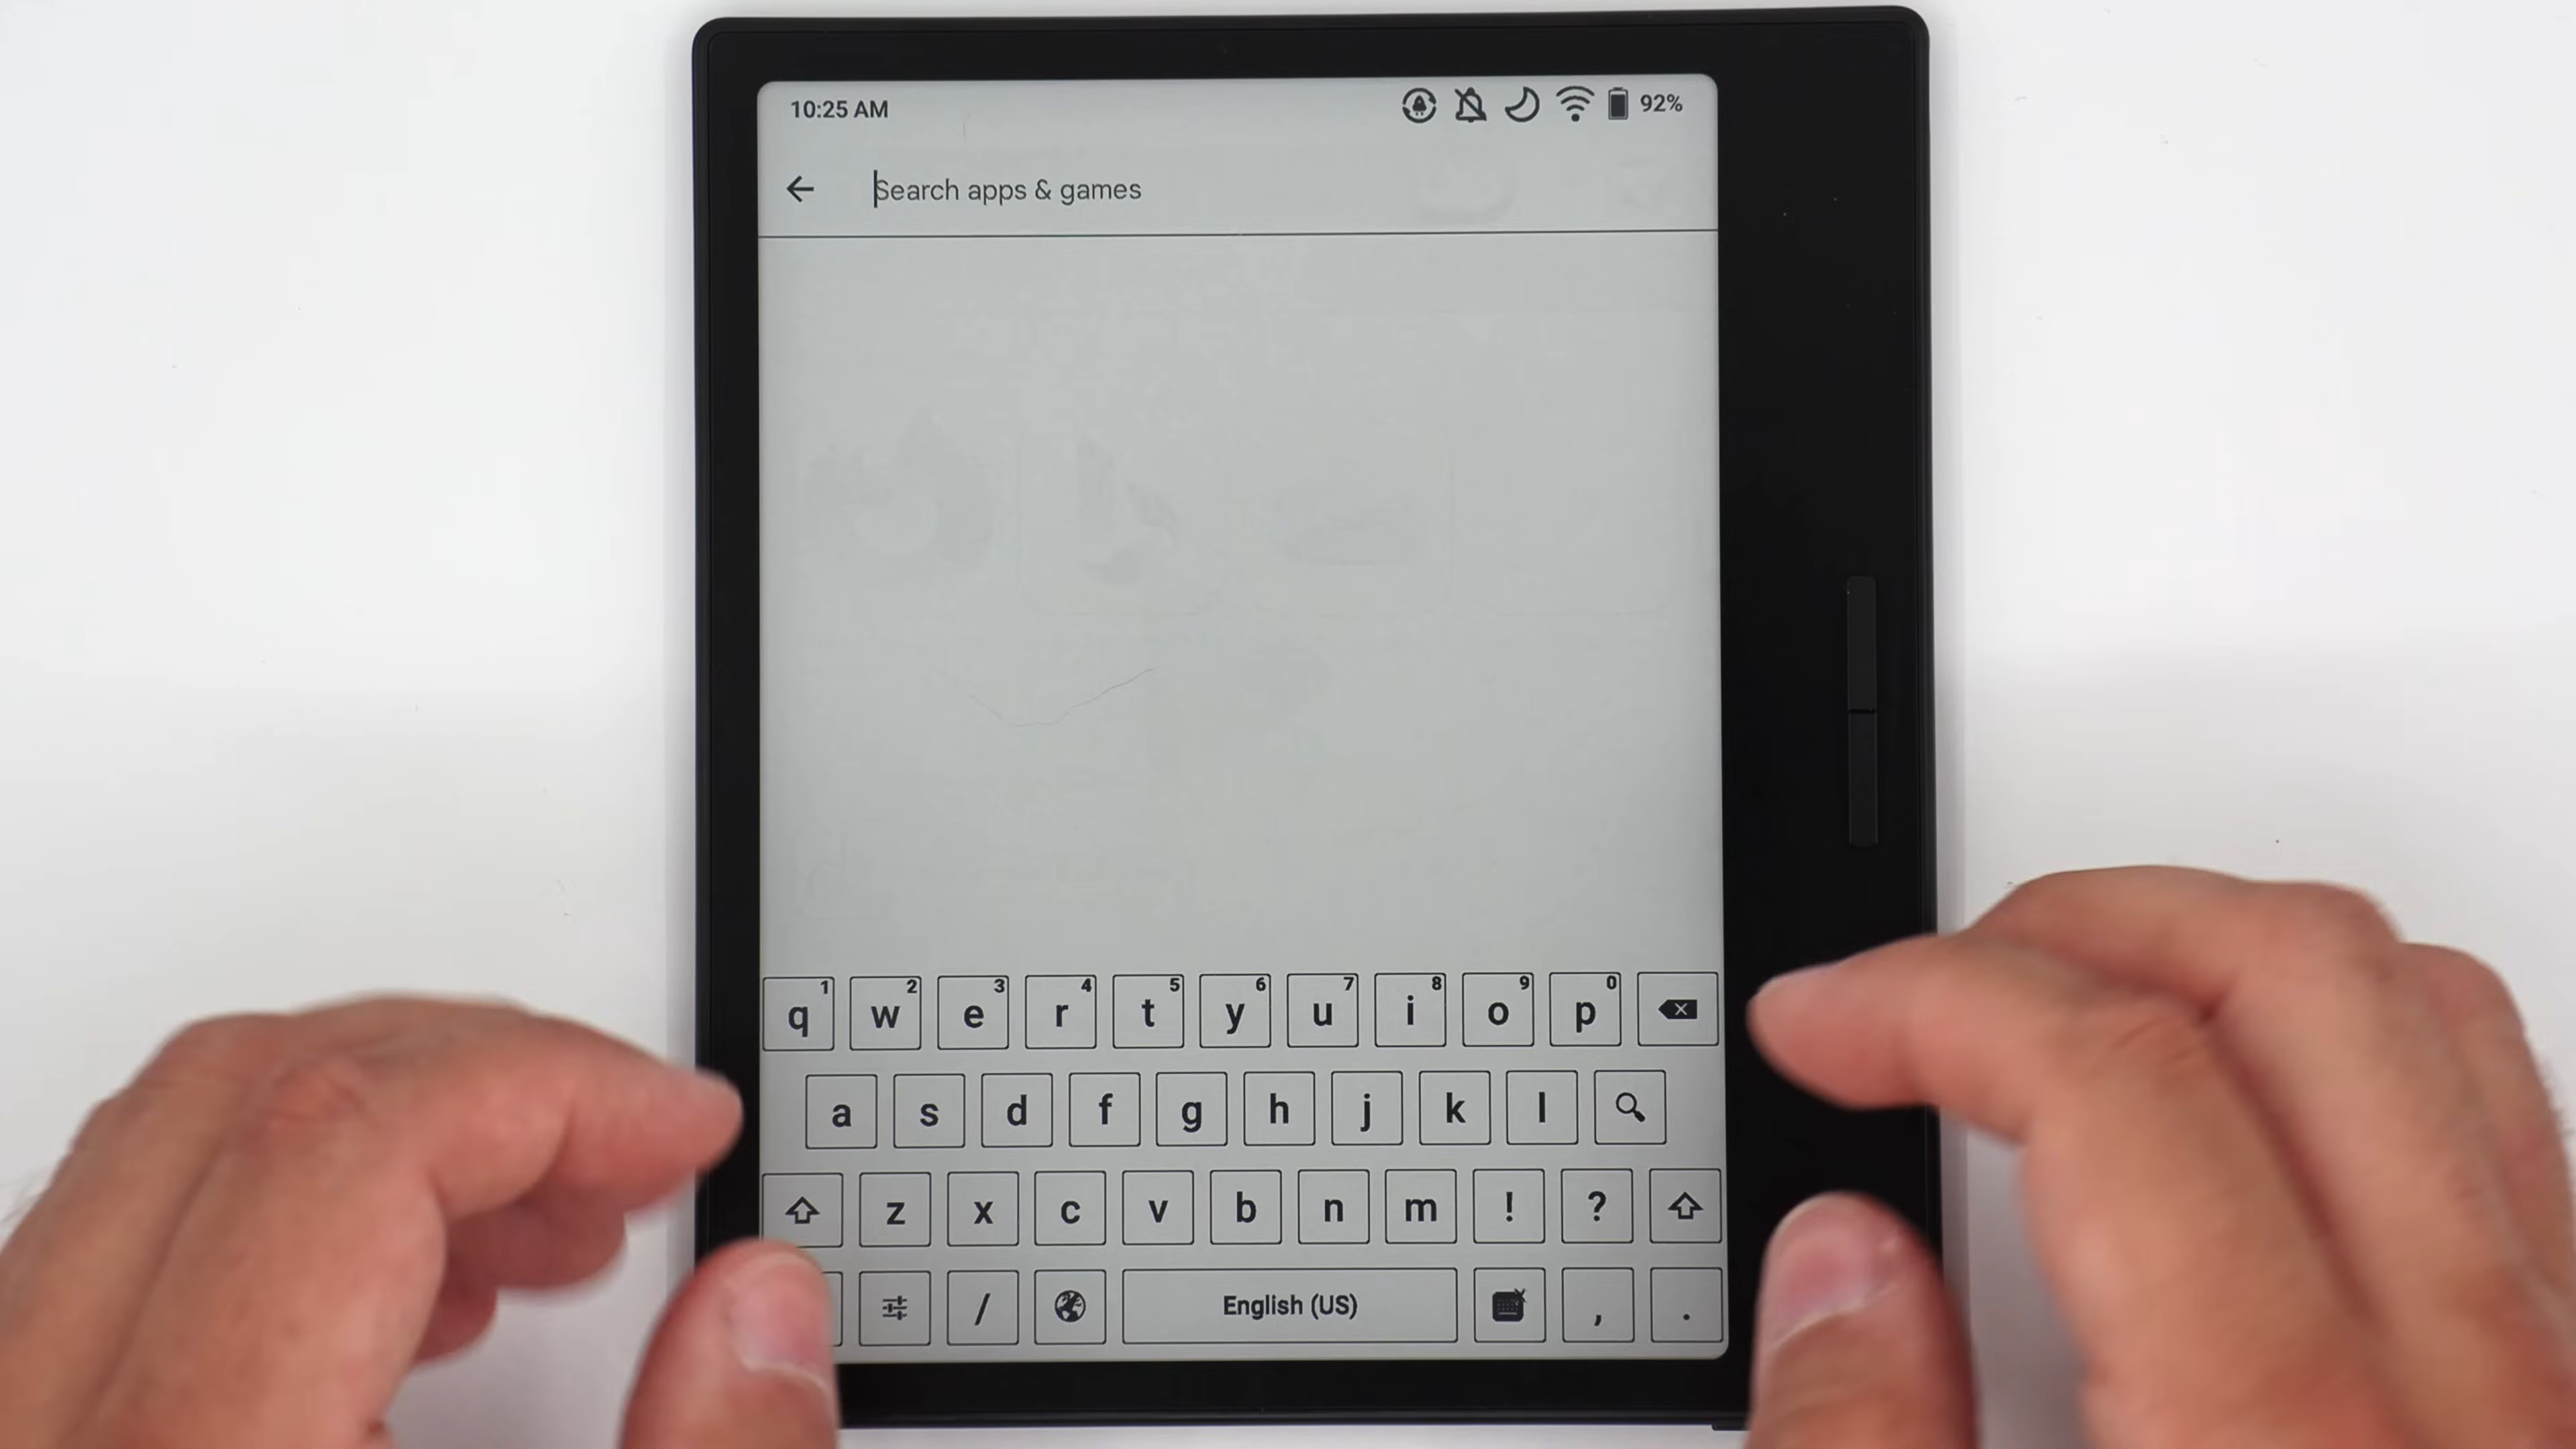 10:25 AM 92%
Search apps & games
q 1 w 2 e 3 r 4 t 5 y 6 u 7 i 8 o 9 p 0
a s d f g h j k l
z x c v b n m ! ?
/ English (US) , .